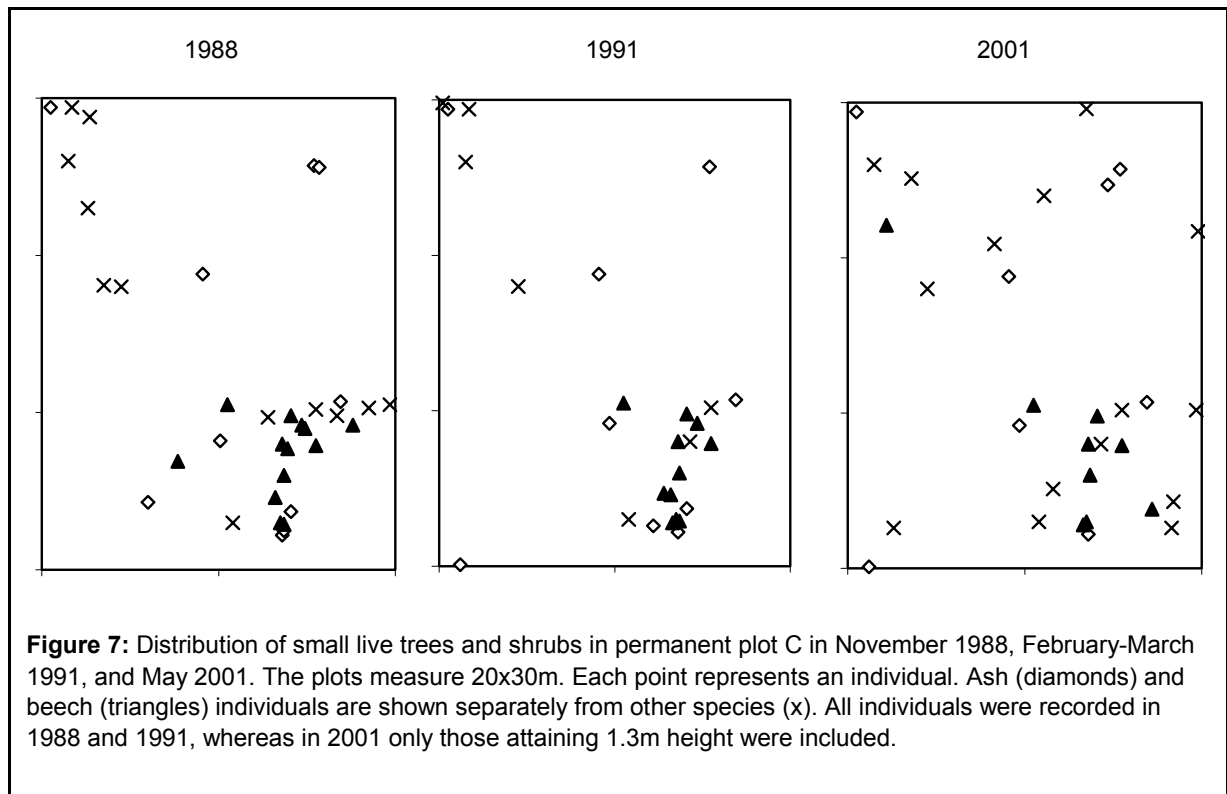 1988 1991 2001
Figure 7: Distribution of small live trees and shrubs in permanent plot C in November 1988, February-March
1991, and May 2001. The plots measure 20x30m. Each point represents an individual. Ash (diamonds) and
beech (triangles) individuals are shown separately from other species (x). All individuals were recorded in
1988 and 1991, whereas in 2001 only those attaining 1.3m height were included.